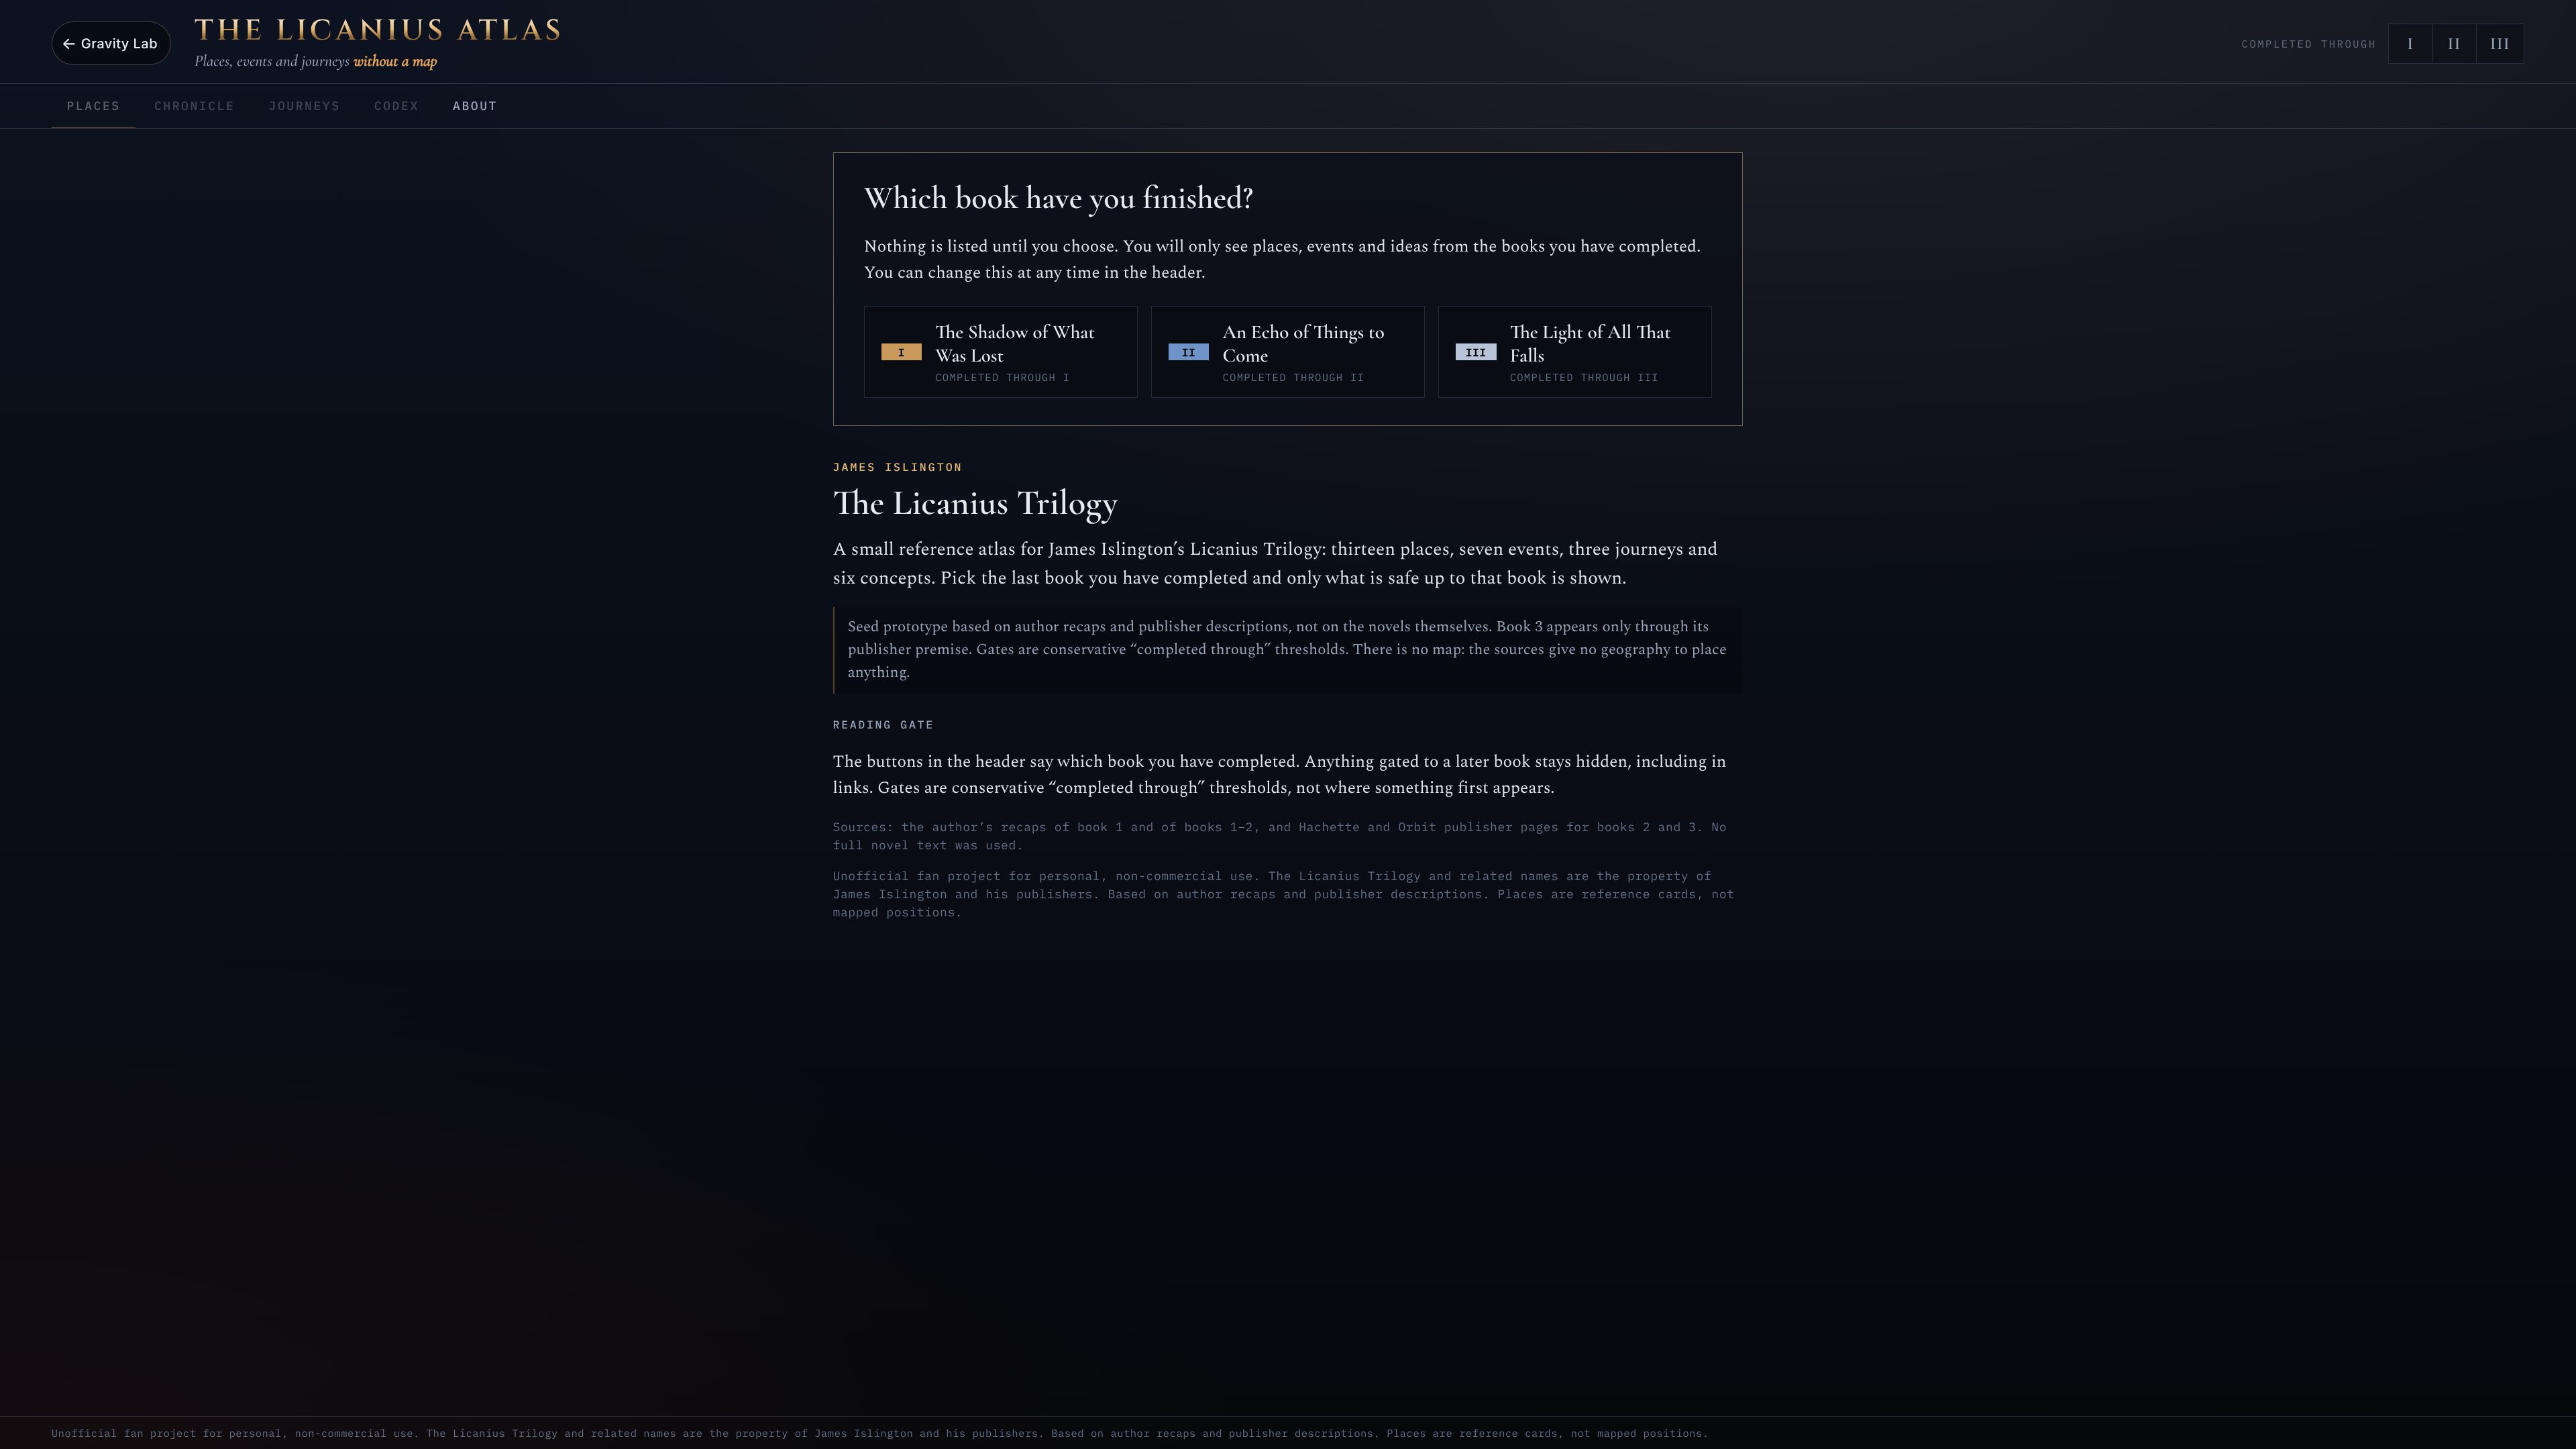 ← Gravity Lab
THE LICANIUS ATLAS
Places, events and journeys without a map
COMPLETED THROUGH
I
II
III
PLACES
CHRONICLE
JOURNEYS
CODEX
ABOUT
Which book have you finished?
Nothing is listed until you choose. You will only see places, events and ideas from the books you have completed.
You can change this at any time in the header.
I
The Shadow of What
Was Lost
COMPLETED THROUGH I
II
An Echo of Things to
Come
COMPLETED THROUGH II
III
The Light of All That
Falls
COMPLETED THROUGH III
JAMES ISLINGTON
The Licanius Trilogy
A small reference atlas for James Islington’s Licanius Trilogy: thirteen places, seven events, three journeys and
six concepts. Pick the last book you have completed and only what is safe up to that book is shown.
Seed prototype based on author recaps and publisher descriptions, not on the novels themselves. Book 3 appears only through its
publisher premise. Gates are conservative “completed through” thresholds. There is no map: the sources give no geography to place
anything.
READING GATE
The buttons in the header say which book you have completed. Anything gated to a later book stays hidden, including in
links. Gates are conservative “completed through” thresholds, not where something first appears.
Sources: the author’s recaps of book 1 and of books 1–2, and Hachette and Orbit publisher pages for books 2 and 3. No
full novel text was used.
Unofficial fan project for personal, non-commercial use. The Licanius Trilogy and related names are the property of
James Islington and his publishers. Based on author recaps and publisher descriptions. Places are reference cards, not
mapped positions.
Unofficial fan project for personal, non-commercial use. The Licanius Trilogy and related names are the property of James Islington and his publishers. Based on author recaps and publisher descriptions. Places are reference cards, not mapped positions.